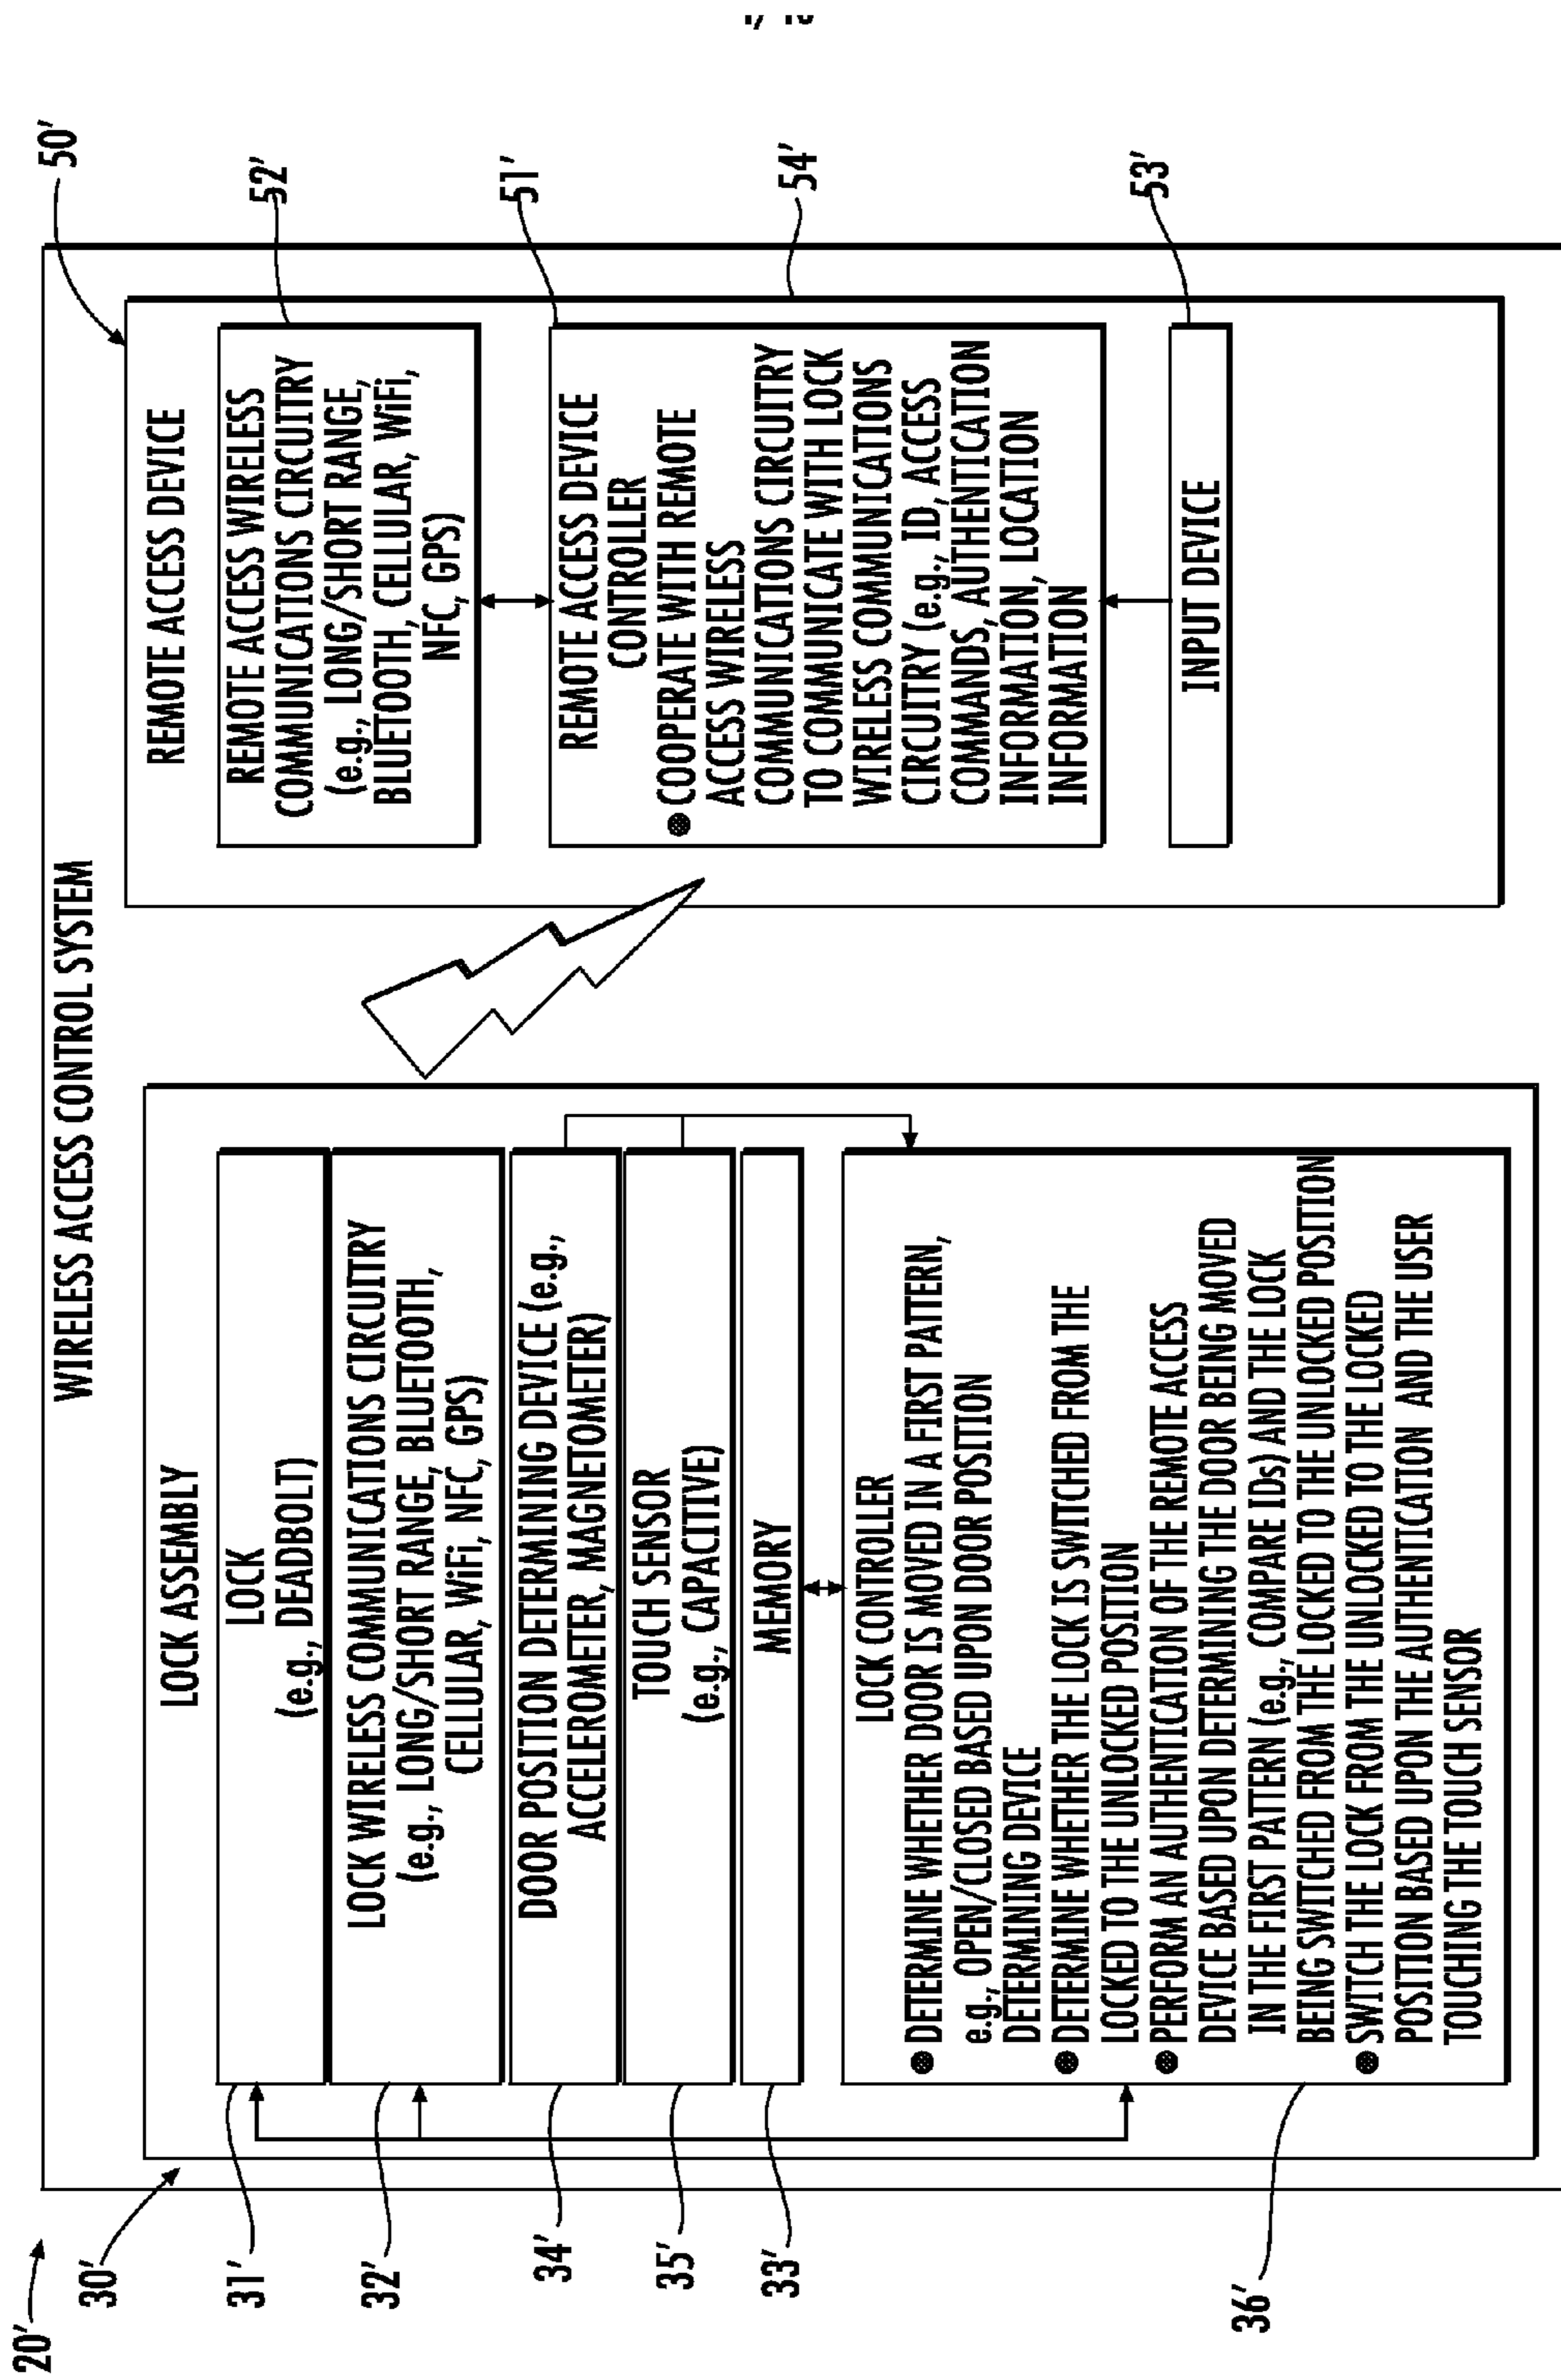 WIRELESS ACCESS CONTROL SYSTEM
20′
30′
LOCK ASSEMBLY
31′
LOCK
(e.g., DEADBOLT)
32′
LOCK WIRELESS COMMUNICATIONS CIRCUITRY
(e.g., LONG/SHORT RANGE, BLUETOOTH,
CELLULAR, WiFi, NFC, GPS)
34′
DOOR POSITION DETERMINING DEVICE (e.g.,
ACCELEROMETER, MAGNETOMETER)
35′
TOUCH SENSOR
(e.g., CAPACITIVE)
33′
MEMORY
36′
LOCK CONTROLLER
● DETERMINE WHETHER DOOR IS MOVED IN A FIRST PATTERN,
e.g., OPEN/CLOSED BASED UPON DOOR POSITION
DETERMINING DEVICE
● DETERMINE WHETHER THE LOCK IS SWITCHED FROM THE
LOCKED TO THE UNLOCKED POSITION
● PERFORM AN AUTHENTICATION OF THE REMOTE ACCESS
DEVICE BASED UPON DETERMINING THE DOOR BEING MOVED
IN THE FIRST PATTERN (e.g., COMPARE IDs) AND THE LOCK
BEING SWITCHED FROM THE LOCKED TO THE UNLOCKED POSITION
● SWITCH THE LOCK FROM THE UNLOCKED TO THE LOCKED
POSITION BASED UPON THE AUTHENTICATION AND THE USER
TOUCHING THE TOUCH SENSOR
50′
REMOTE ACCESS DEVICE
52′
REMOTE ACCESS WIRELESS
COMMUNICATIONS CIRCUITRY
(e.g., LONG/SHORT RANGE,
BLUETOOTH, CELLULAR, WiFi,
NFC, GPS)
51′
REMOTE ACCESS DEVICE
CONTROLLER
● COOPERATE WITH REMOTE
ACCESS WIRELESS
COMMUNICATIONS CIRCUITRY
TO COMMUNICATE WITH LOCK
WIRELESS COMMUNICATIONS
CIRCUITRY (e.g., ID, ACCESS
COMMANDS, AUTHENTICATION
INFORMATION, LOCATION
INFORMATION
54′
53′
INPUT DEVICE